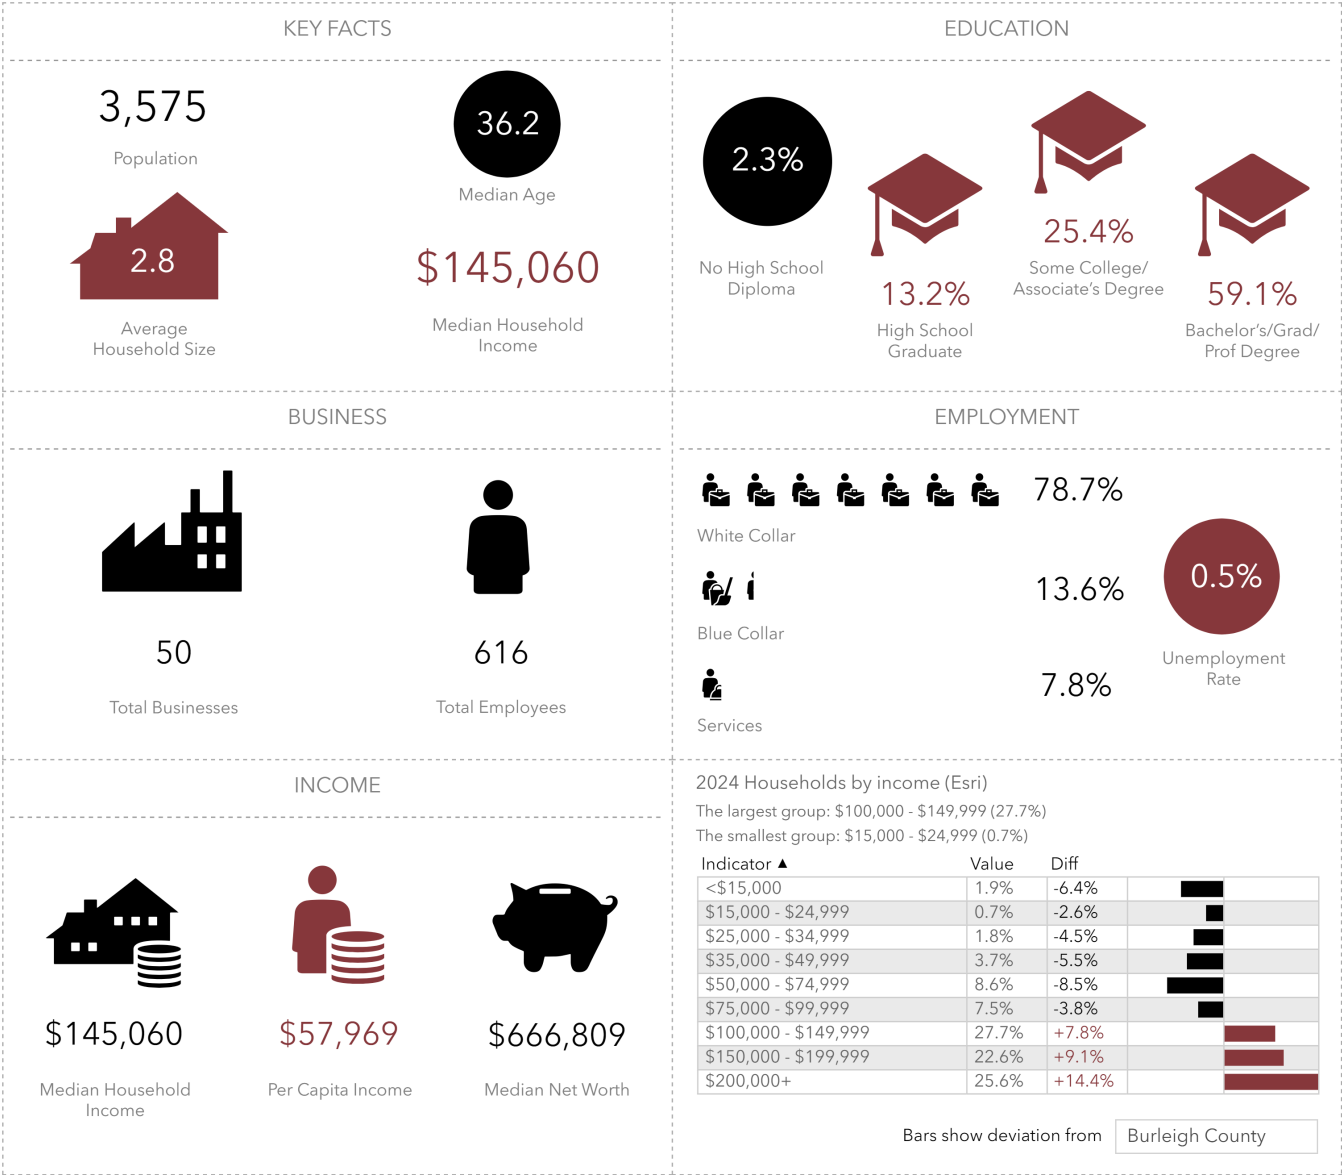 KEY FACTS
3,575
Population
36.2
Median Age
2.8
Average
Household Size
$145,060
Median Household
Income
EDUCATION
2.3%
No High School
Diploma
13.2%
High School
Graduate
25.4%
Some College/
Associate's Degree
59.1%
Bachelor's/Grad/
Prof Degree
BUSINESS
50
Total Businesses
616
Total Employees
EMPLOYMENT
78.7%
White Collar
13.6%
Blue Collar
7.8%
Services
0.5%
Unemployment
Rate
INCOME
$145,060
Median Household
Income
$57,969
Per Capita Income
$666,809
Median Net Worth
2024 Households by income (Esri)
The largest group: $100,000 - $149,999 (27.7%)
The smallest group: $15,000 - $24,999 (0.7%)
Indicator ▲ Value Diff
<$15,000 1.9% -6.4%
$15,000 - $24,999 0.7% -2.6%
$25,000 - $34,999 1.8% -4.5%
$35,000 - $49,999 3.7% -5.5%
$50,000 - $74,999 8.6% -8.5%
$75,000 - $99,999 7.5% -3.8%
$100,000 - $149,999 27.7% +7.8%
$150,000 - $199,999 22.6% +9.1%
$200,000+ 25.6% +14.4%
Bars show deviation from Burleigh County